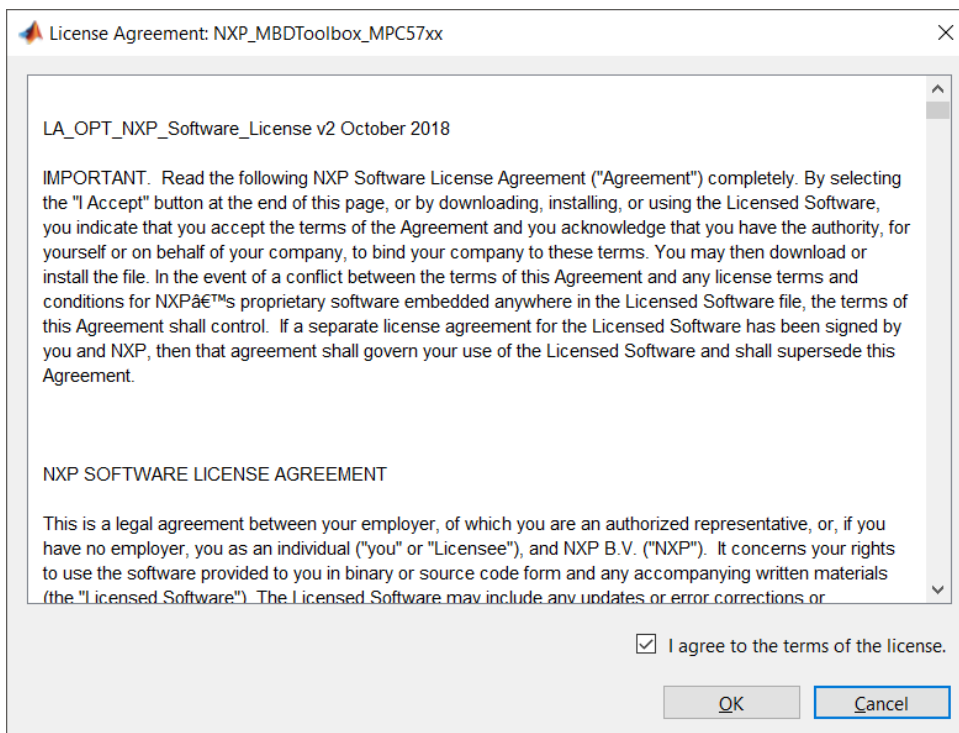 License Agreement: NXP_MBDToolbox_MPC57xx
LA_OPT_NXP_Software_License v2 October 2018
IMPORTANT.  Read the following NXP Software License Agreement ("Agreement") completely. By selecting
the "I Accept" button at the end of this page, or by downloading, installing, or using the Licensed Software,
you indicate that you accept the terms of the Agreement and you acknowledge that you have the authority, for
yourself or on behalf of your company, to bind your company to these terms. You may then download or
install the file. In the event of a conflict between the terms of this Agreement and any license terms and
conditions for NXPâ€™s proprietary software embedded anywhere in the Licensed Software file, the terms of
this Agreement shall control.  If a separate license agreement for the Licensed Software has been signed by
you and NXP, then that agreement shall govern your use of the Licensed Software and shall supersede this
Agreement.
NXP SOFTWARE LICENSE AGREEMENT
This is a legal agreement between your employer, of which you are an authorized representative, or, if you
have no employer, you as an individual ("you" or "Licensee"), and NXP B.V. ("NXP").  It concerns your rights
to use the software provided to you in binary or source code form and any accompanying written materials
(the "Licensed Software"). The Licensed Software may include any updates or error corrections or
I agree to the terms of the license.
OK
Cancel